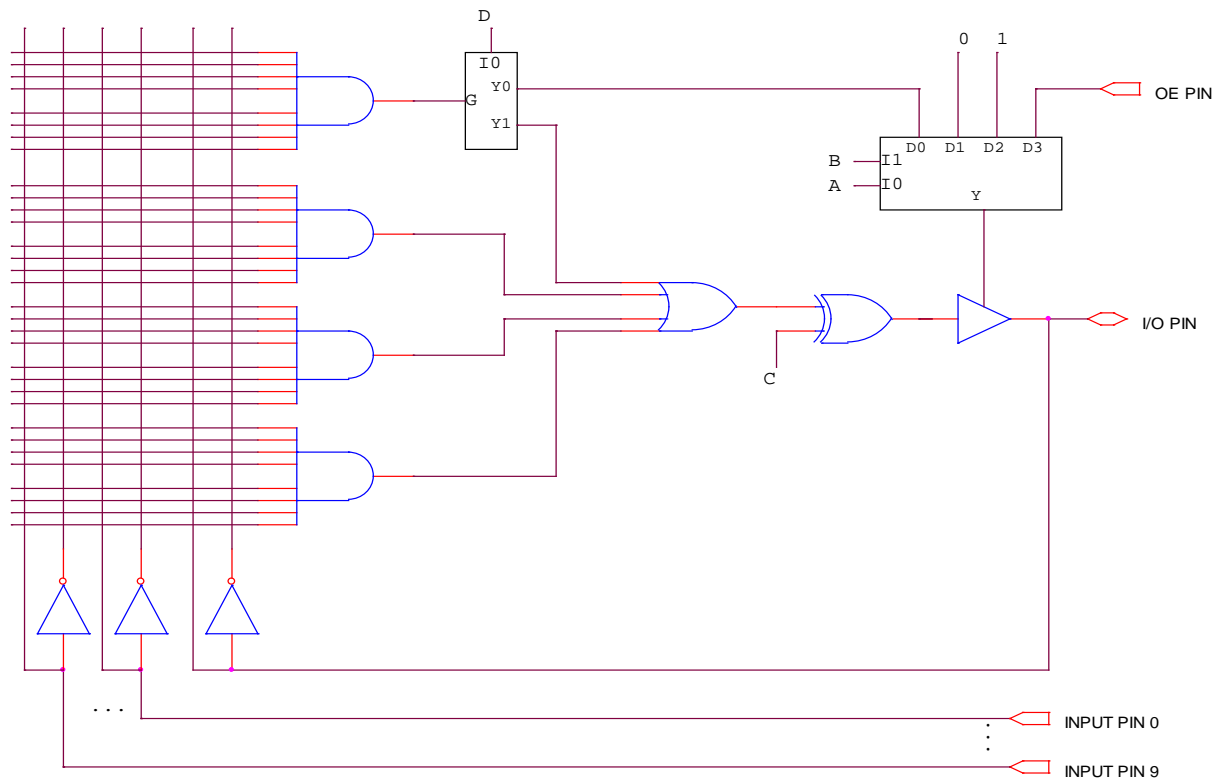 D
0 1
I0
G
Y0
Y1
OE PIN
D0 D1 D2 D3
B I1
A I0
Y
I/O PIN
C
...
INPUT PIN 0
...
INPUT PIN 9